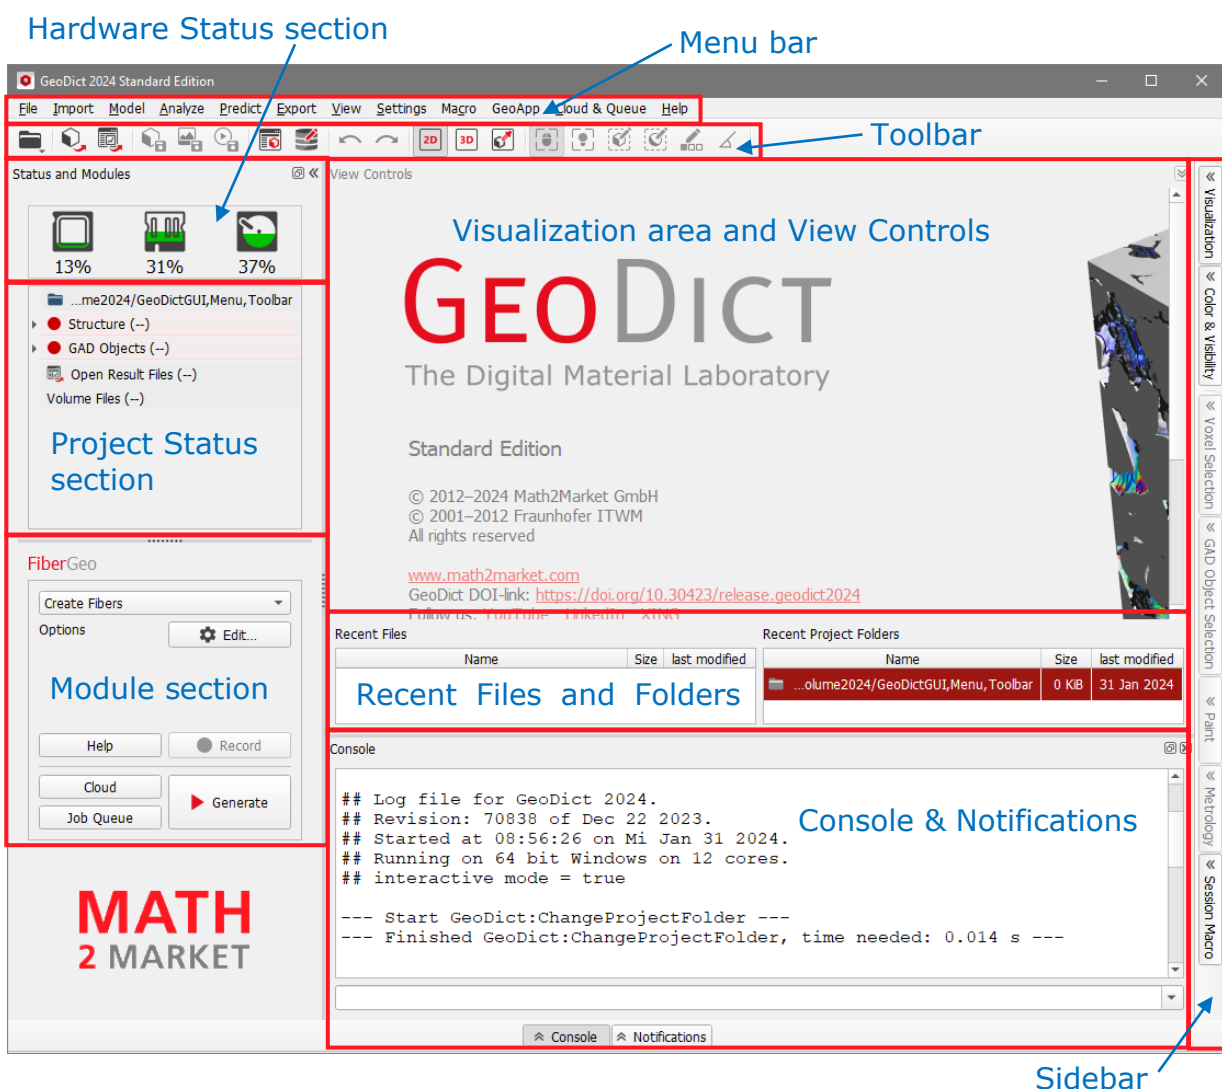 Hardware Status section
Menu bar
GeoDict 2024 Standard Edition
File Import Model Analyze Predict Export View Settings Macro GeoApp Cloud & Queue Help
2D 3D
Toolbar
Status and Modules
13% 31% 37%
...me2024/GeoDictGUI,Menu,Toolbar
Structure (--)
GAD Objects (--)
Open Result Files (--)
Volume Files (--)
Project Status
section
FiberGeo
Create Fibers
Options Edit...
Module section
Help Record
Cloud
Job Queue
Generate
MATH
2 MARKET
View Controls
Visualization area and View Controls
GEODICT
The Digital Material Laboratory
Standard Edition
© 2012–2024 Math2Market GmbH
© 2001–2012 Fraunhofer ITWM
All rights reserved
www.math2market.com
GeoDict DOI-link: https://doi.org/10.30423/release.geodict2024
Follow us: YouTube LinkedIn XING
Recent Files
Name Size last modified
Recent Files and Folders
Recent Project Folders
Name Size last modified
...olume2024/GeoDictGUI,Menu,Toolbar 0 KiB 31 Jan 2024
Console
## Log file for GeoDict 2024.
## Revision: 70838 of Dec 22 2023.
## Started at 08:56:26 on Mi Jan 31 2024.
## Running on 64 bit Windows on 12 cores.
## interactive mode = true
--- Start GeoDict:ChangeProjectFolder ---
--- Finished GeoDict:ChangeProjectFolder, time needed: 0.014 s ---
Console & Notifications
Console
Notifications
Visualization
Color & Visibility
Voxel Selection
GAD Object Selection
Paint
Metrology
Session Macro
Sidebar